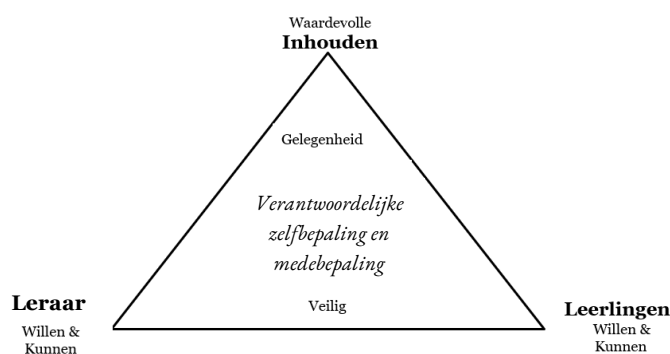 Waardevolle
Inhouden
Gelegenheid
Verantwoordelijke
zelfbepaling en
medebepaling
Veilig
Leraar
Willen &
Kunnen
Leerlingen
Willen &
Kunnen